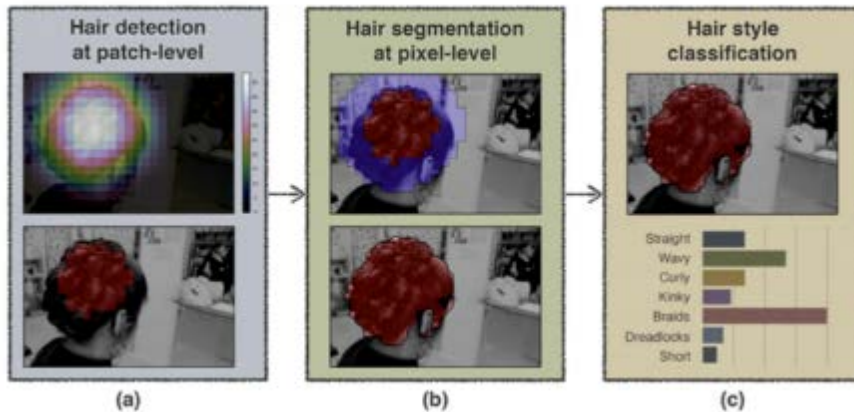 Hair detection
at patch-level
Hair segmentation
at pixel-level
Hair style
classification
Straight
Wavy
Curly
Kinky
Braids
Dreadlocks
Short
(a)
(b)
(c)